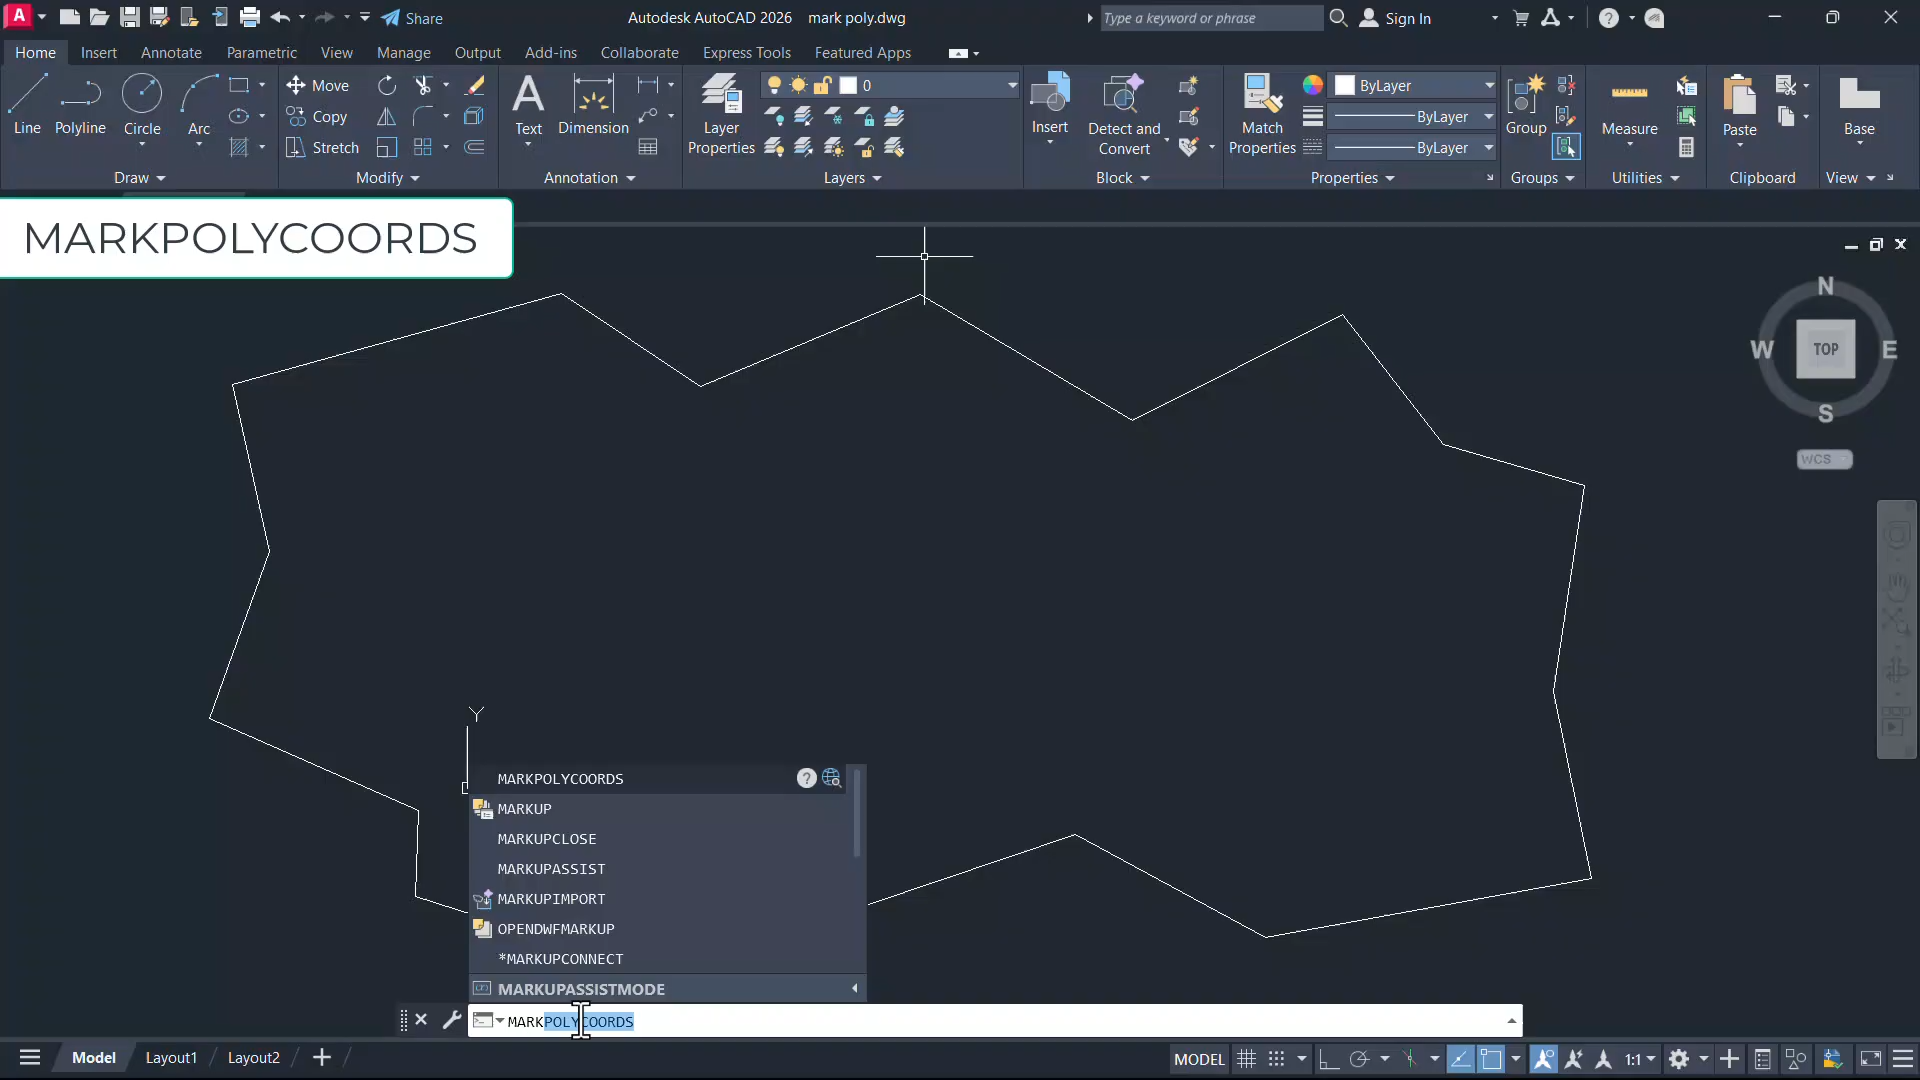 A Share Autodesk AutoCAD 2026 mark poly.dwg Type a keyword or phrase Sign In
Home Insert Annotate Parametric View Manage Output Add-ins Collaborate Express Tools Featured Apps
Line Polyline Circle Arc
Move
Copy
Stretch
Text Dimension
Layer
Properties
0
Insert Detect and
Convert
Match
Properties
ByLayer
ByLayer
ByLayer
Group Measure Paste Base
Draw Modify Annotation Layers Block Properties Groups Utilities Clipboard View
MARKPOLYCOORDS
N
W TOP E
S
WCS
Y
MARKPOLYCOORDS
MARKUP
MARKUPCLOSE
MARKUPASSIST
MARKUPIMPORT
OPENDWFMARKUP
*MARKUPCONNECT
MARKUPASSISTMODE
MARKPOLYCOORDS
Model Layout1 Layout2 MODEL 1:1